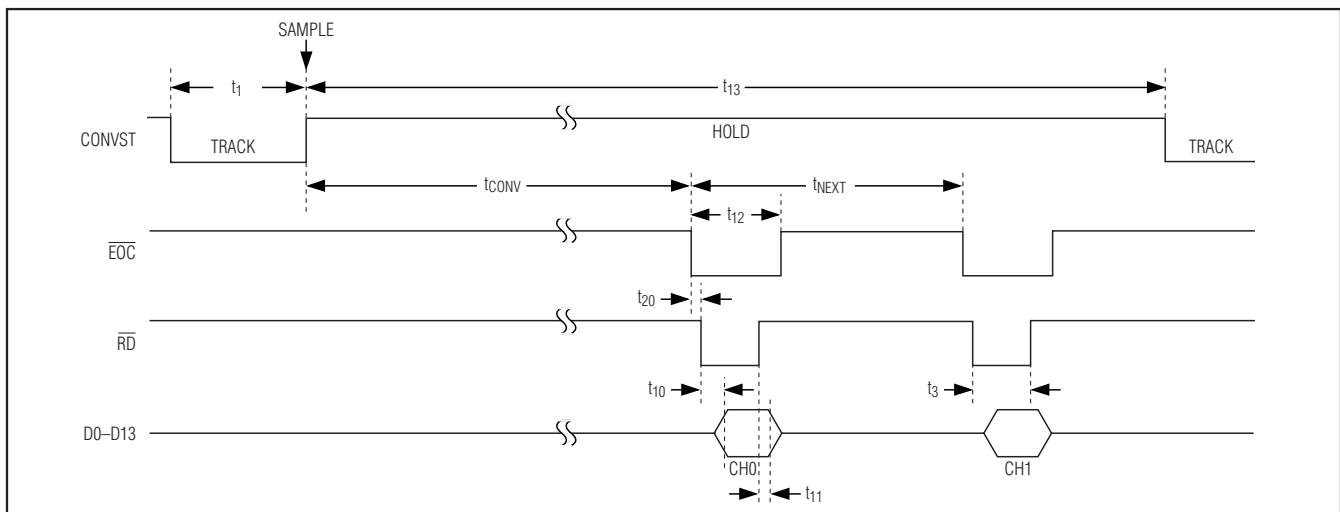 SAMPLE
t1
t13
CONVST
TRACK
HOLD
TRACK
tCONV
tNEXT
t12
EOC
t20
RD
t10
t3
D0–D13
CH0
CH1
t11